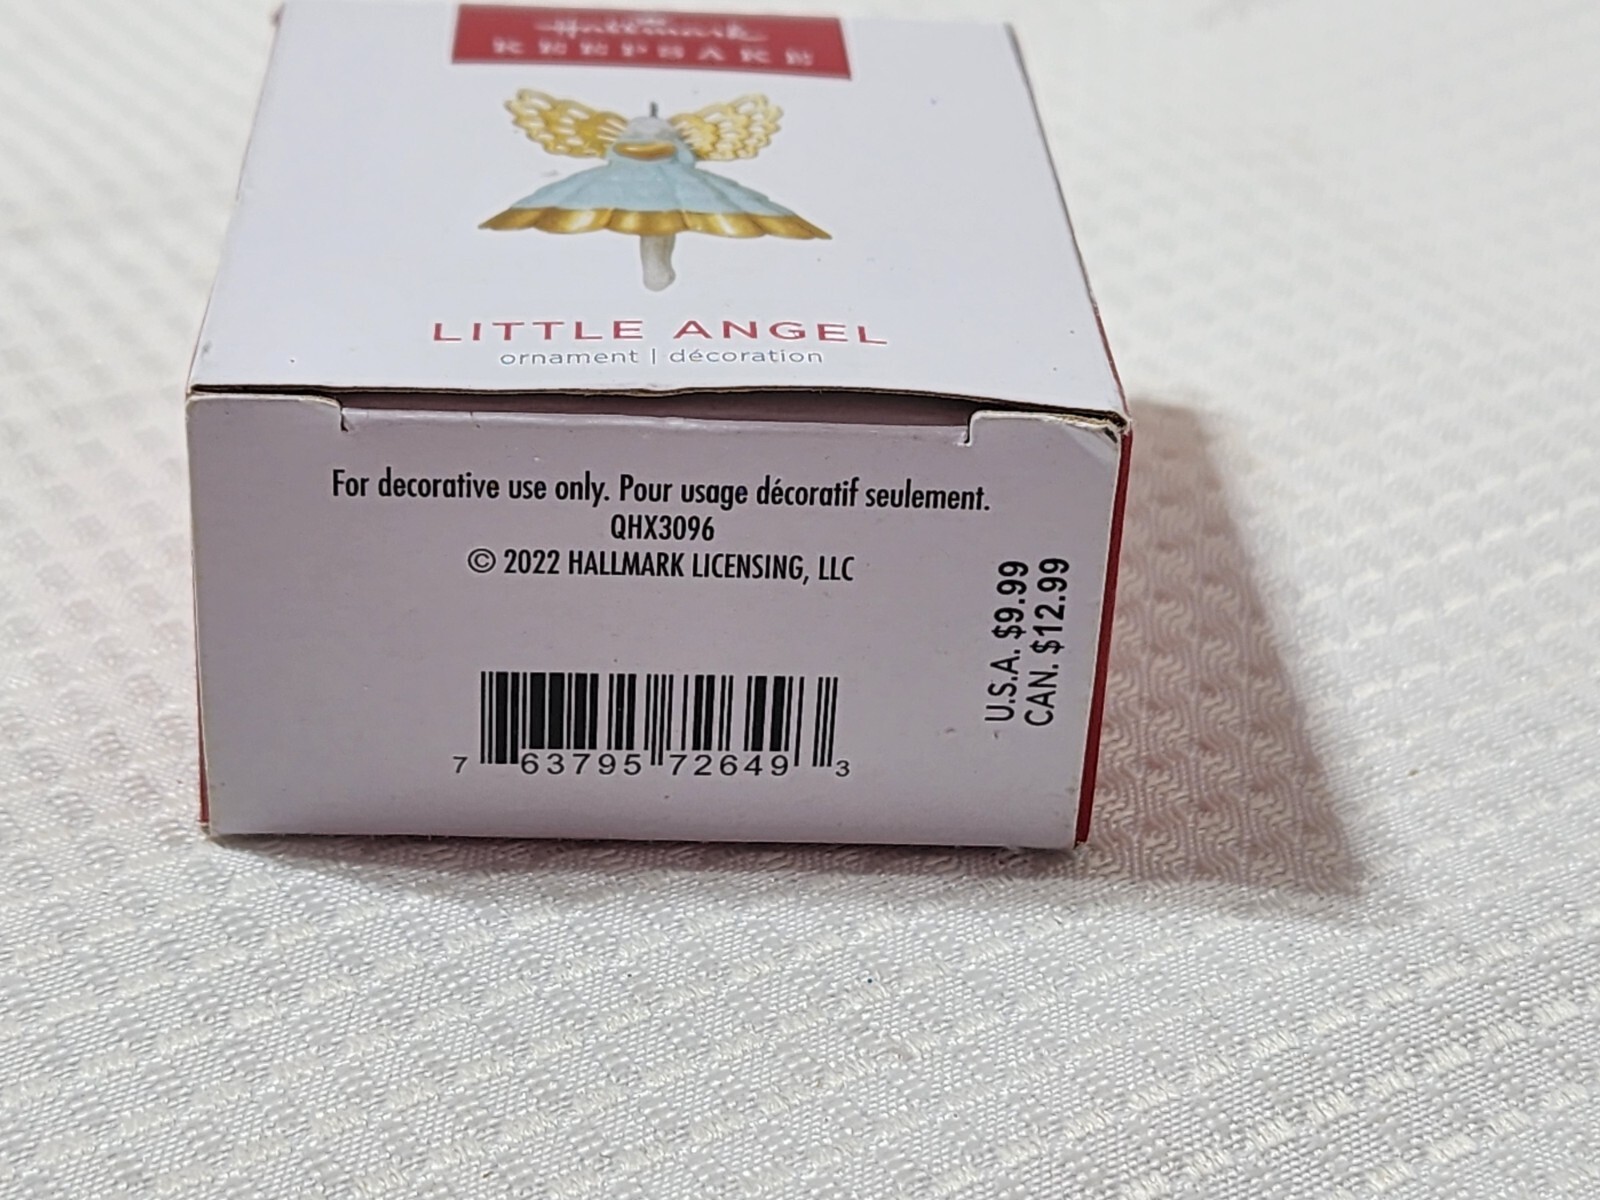 Hallmark
KEEPSAKE
LITTLE ANGEL
ornament | décoration
For decorative use only. Pour usage décoratif seulement.
QHX3096
© 2022 HALLMARK LICENSING, LLC
U.S.A. $9.99
CAN. $12.99
7 63795 72649 3